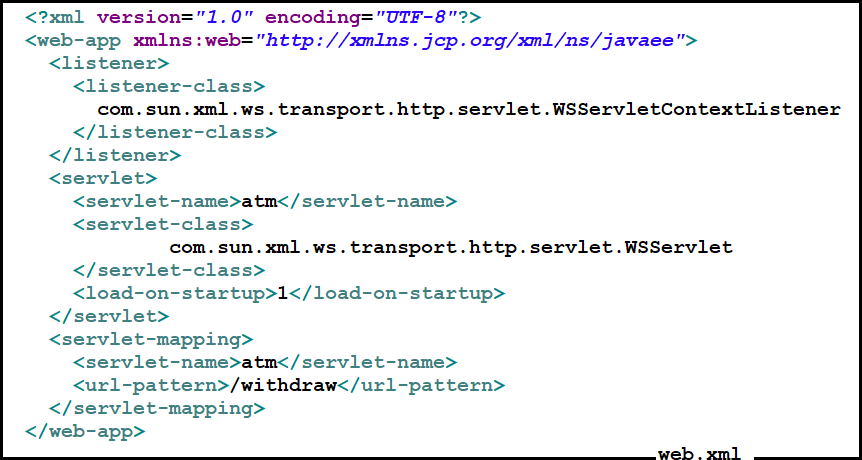 <?xml version="1.0" encoding="UTF-8"?>
<web-app xmlns:web="http://xmlns.jcp.org/xml/ns/javaee">
<listener>
<listener-class>
com.sun.xml.ws.transport.http.servlet.WSServletContextListener
</listener-class>
</listener>
<servlet>
<servlet-name>atm</servlet-name>
<servlet-class>
com.sun.xml.ws.transport.http.servlet.WSServlet
</servlet-class>
<load-on-startup>1</load-on-startup>
</servlet>
<servlet-mapping>
<servlet-name>atm</servlet-name>
<url-pattern>/withdraw</url-pattern>
</servlet-mapping>
</web-app>
web.xml